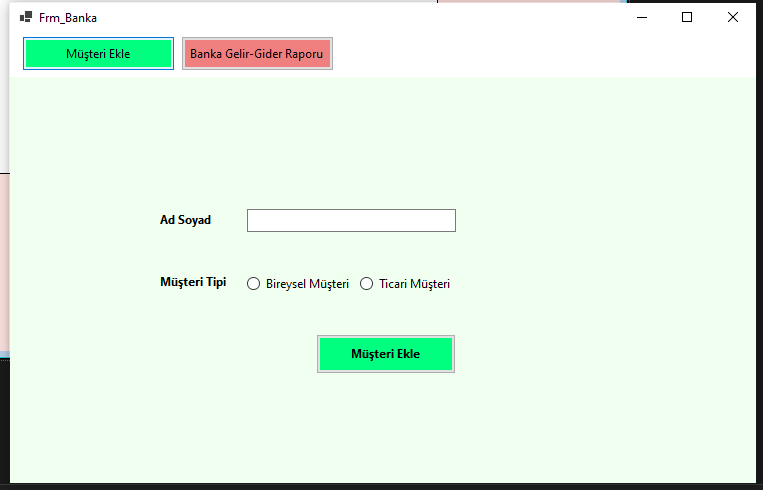 Frm_Banka
Müşteri Ekle
Banka Gelir-Gider Raporu
Ad Soyad
Müşteri Tipi
Bireysel Müşteri
Ticari Müşteri
Müşteri Ekle